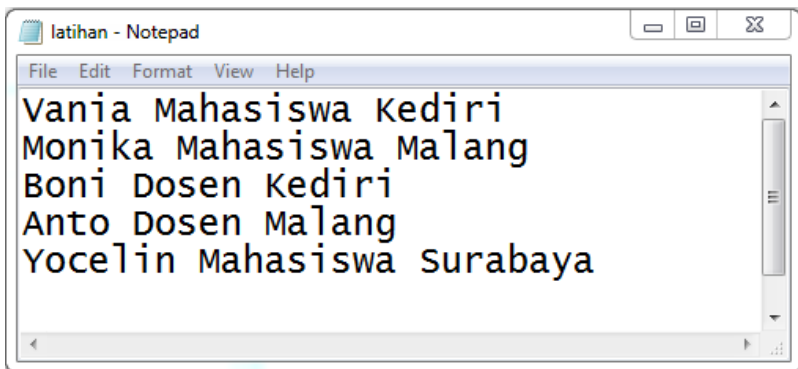 latihan - Notepad
File Edit Format View Help
Vania Mahasiswa Kediri
Monika Mahasiswa Malang
Boni Dosen Kediri
Anto Dosen Malang
Yocelin Mahasiswa Surabaya